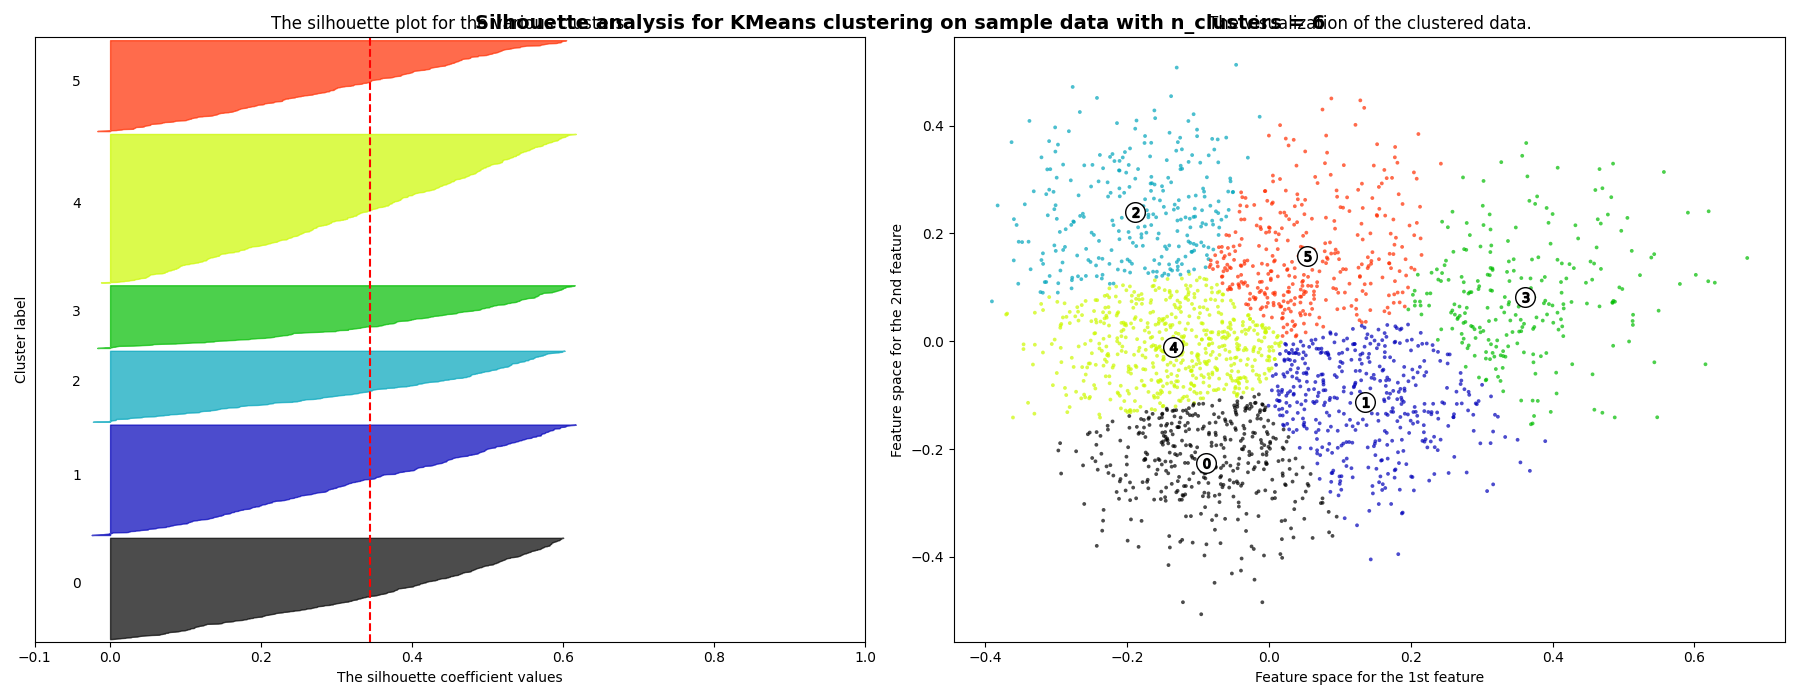 Silhouette analysis for KMeans clustering on sample data with n_clusters = 6
The silhouette plot for the various clusters.
5
4
3
2
1
0
Cluster label
−0.1 0.0 0.2 0.4 0.6 0.8 1.0
The silhouette coefficient values
The visualization of the clustered data.
0.4
0.2
0.0
−0.2
−0.4
Feature space for the 2nd feature
2
5
3
4
1
0
−0.4 −0.2 0.0 0.2 0.4 0.6
Feature space for the 1st feature